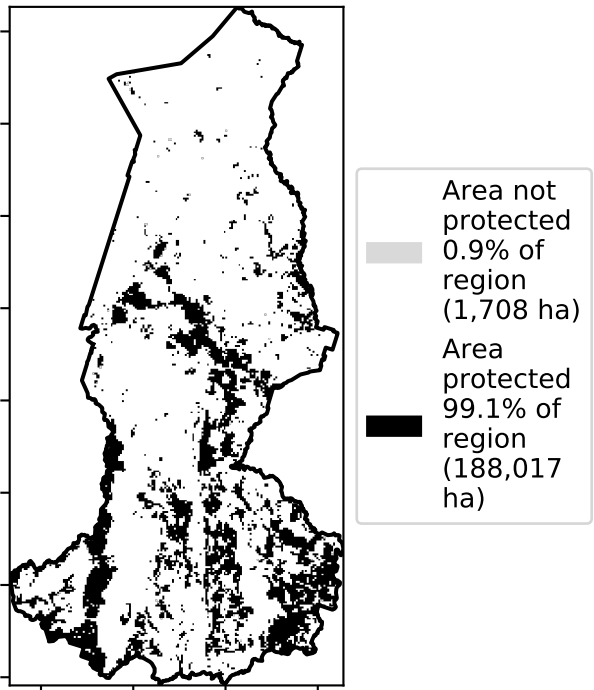 Area not
protected
0.9% of
region
(1,708 ha)
Area
protected
99.1% of
region
(188,017
ha)